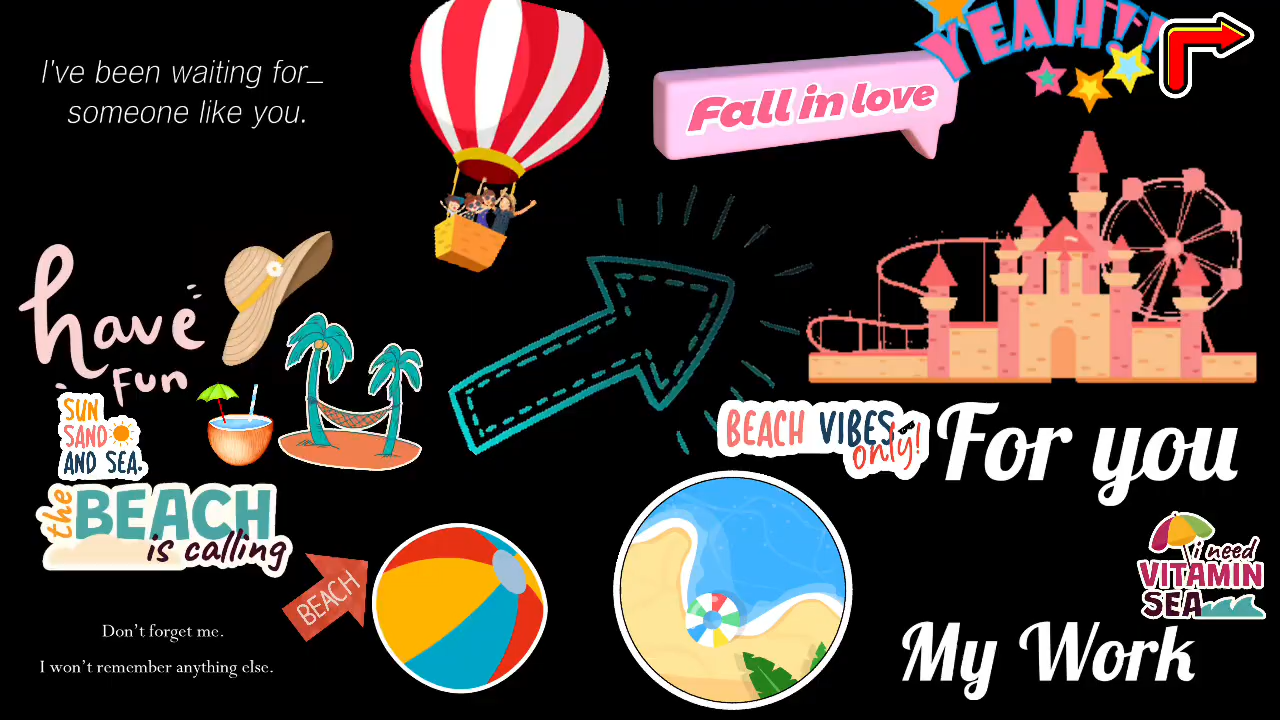 YEAH!!
I've been waiting for_
someone like you.
Fall in love
have
fun
SUN
SAND
AND SEA.
BEACH VIBES
only!
For you
the
BEACH
is calling
BEACH
i need
VITAMIN
SEA
Don't forget me.
I won't remember anything else.
My Work